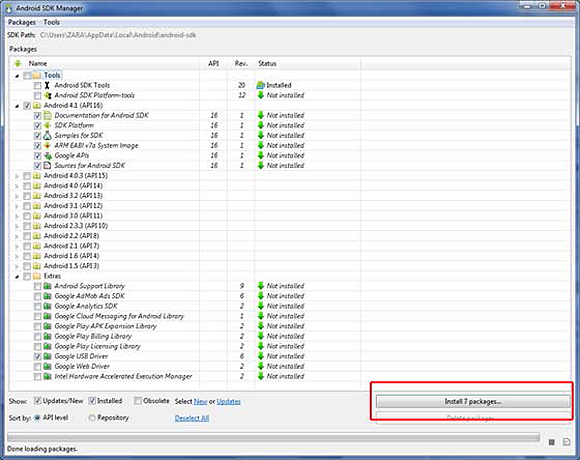 Android SDK Manager
Packages Tools
SDK Path: C:\Users\ZARA\AppData\Local\Android\android-sdk
Packages
Name API Rev. Status
Tools
Android SDK Tools 20 Installed
Android SDK Platform-tools 12 Not installed
Android 4.1 (API 16)
Documentation for Android SDK 16 1 Not installed
SDK Platform 16 1 Not installed
Samples for SDK 16 1 Not installed
ARM EABI v7a System Image 16 1 Not installed
Google APIs 16 1 Not installed
Sources for Android SDK 16 1 Not installed
Android 4.0.3 (API 15)
Android 4.0 (API 14)
Android 3.2 (API 13)
Android 3.1 (API 12)
Android 3.0 (API 11)
Android 2.3.3 (API 10)
Android 2.2 (API 8)
Android 2.1 (API 7)
Android 1.6 (API 4)
Android 1.5 (API 3)
Extras
Android Support Library 9 Not installed
Google AdMob Ads SDK 6 Not installed
Google Analytics SDK 2 Not installed
Google Cloud Messaging for Android Library 1 Not installed
Google Play APK Expansion Library 1 Not installed
Google Play Billing Library 1 Not installed
Google Play Licensing Library 1 Not installed
Google USB Driver 6 Not installed
Google Web Driver 2 Not installed
Intel Hardware Accelerated Execution Manager 2 Not installed
Show: Updates/New Installed Obsolete Select New or Updates Install 7 packages...
Sort by: API level Repository Deselect All Delete packages...
Done loading packages.